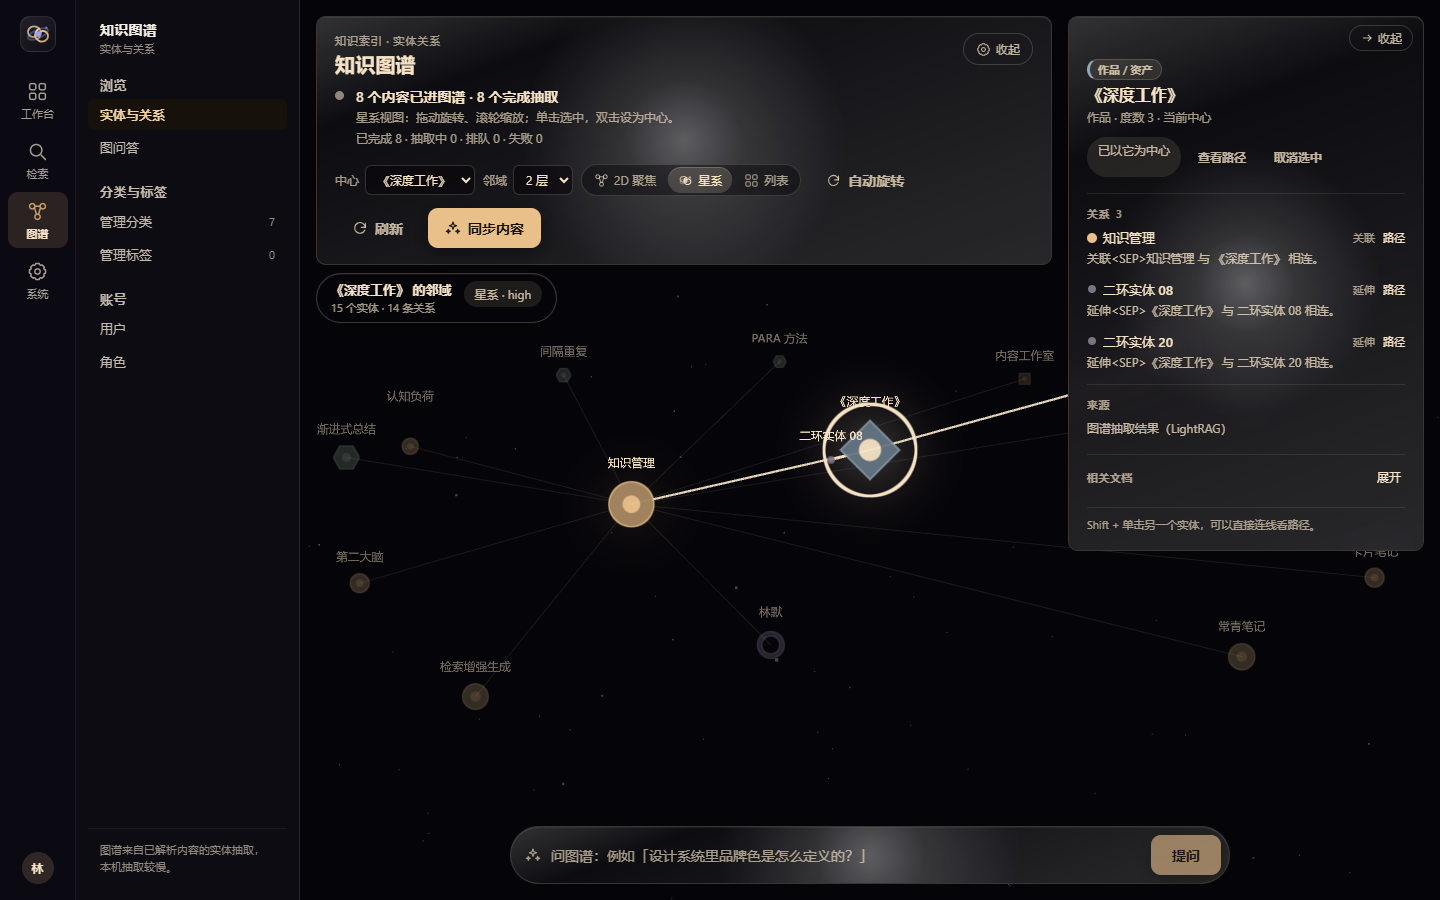 工作台
检索
图谱
系统
林
知识图谱
实体与关系
浏览
实体与关系
图问答
分类与标签
管理分类 7
管理标签 0
账号
用户
角色
图谱来自已解析内容的实体抽取，
本机抽取较慢。
知识索引 · 实体关系
知识图谱
收起
8 个内容已进图谱 · 8 个完成抽取
星系视图：拖动旋转、滚轮缩放；单击选中，双击设为中心。
已完成 8 · 抽取中 0 · 排队 0 · 失败 0
中心 《深度工作》 邻域 2 层 2D 聚焦 星系 列表 自动旋转
刷新 同步内容
《深度工作》 的邻域
15 个实体 · 14 条关系
星系 · high
PARA 方法
间隔重复
内容工作室
认知负荷
《深度工作》
渐进式总结
二环实体 08
知识管理
第二大脑
卡片笔记
林默
常青笔记
检索增强生成
收起
作品 / 资产
《深度工作》
作品 · 度数 3 · 当前中心
已以它为中心 查看路径 取消选中
关系 3
知识管理 关联 路径
关联<SEP>知识管理 与 《深度工作》 相连。
二环实体 08 延伸 路径
延伸<SEP>《深度工作》 与 二环实体 08 相连。
二环实体 20 延伸 路径
延伸<SEP>《深度工作》 与 二环实体 20 相连。
来源
图谱抽取结果（LightRAG）
相关文档 展开
Shift + 单击另一个实体，可以直接连线看路径。
问图谱：例如「设计系统里品牌色是怎么定义的？」
提问